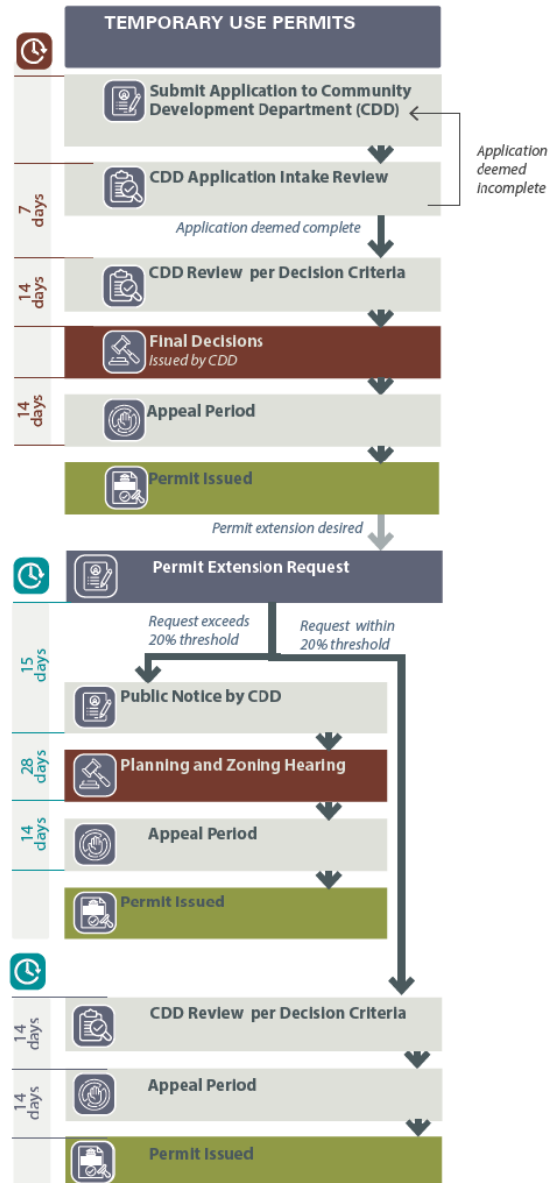 TEMPORARY USE PERMITS
Submit Application to Community
Development Department (CDD)
Application
deemed
incomplete
CDD Application Intake Review
7
days
Application deemed complete
14
days
CDD Review per Decision Criteria
Final Decisions
Issued by CDD
14
days
Appeal Period
Permit Issued
Permit extension desired
Permit Extension Request
Request exceeds
20% threshold
Request within
20% threshold
15
days
Public Notice by CDD
28
days
Planning and Zoning Hearing
14
days
Appeal Period
Permit Issued
14
days
CDD Review per Decision Criteria
14
days
Appeal Period
Permit Issued